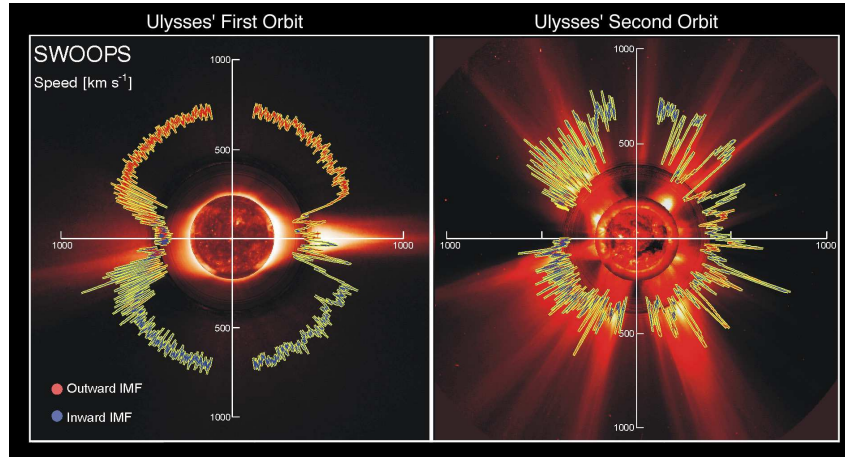 Ulysses' First Orbit
Ulysses' Second Orbit
SWOOPS
Speed [km s⁻¹]
1000
1000
500
500
1000
1000
1000
1000
500
500
1000
1000
Outward IMF
Inward IMF